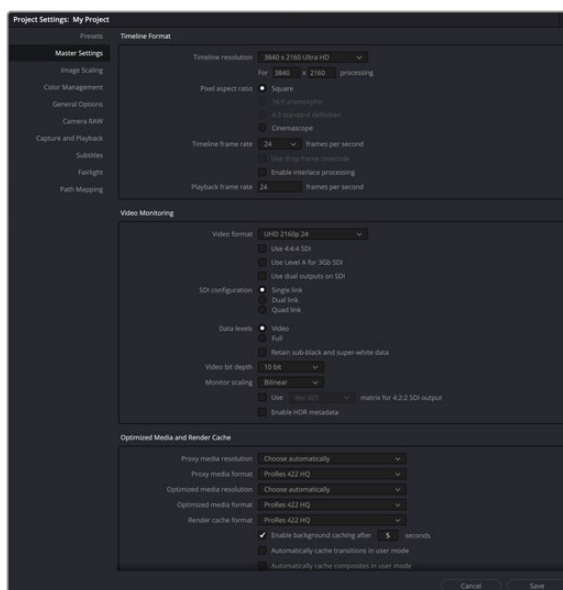 Project Settings: My Project
Presets
Master Settings
Image Scaling
Color Management
General Options
Camera RAW
Capture and Playback
Subtitles
Fairlight
Path Mapping
Timeline Format
Timeline resolution 3840 x 2160 Ultra HD
For 3840 x 2160 processing
Pixel aspect ratio Square
16:9 anamorphic
4:3 standard definition
Cinemascope
Timeline frame rate 24 frames per second
Use drop frame timecode
Enable interlace processing
Playback frame rate 24 frames per second
Video Monitoring
Video format UHD 2160p 24
Use 4:4:4 SDI
Use Level A for 3Gb SDI
Use dual outputs on SDI
SDI configuration Single link
Dual link
Quad link
Data levels Video
Full
Retain sub-black and super-white data
Video bit depth 10 bit
Monitor scaling Bilinear
Use Rec.601 matrix for 4:2:2 SDI output
Enable HDR metadata
Optimized Media and Render Cache
Proxy media resolution Choose automatically
Proxy media format ProRes 422 HQ
Optimized media resolution Choose automatically
Optimized media format ProRes 422 HQ
Render cache format ProRes 422 HQ
Enable background caching after 5 seconds
Automatically cache transitions in user mode
Automatically cache composites in user mode
Cancel Save